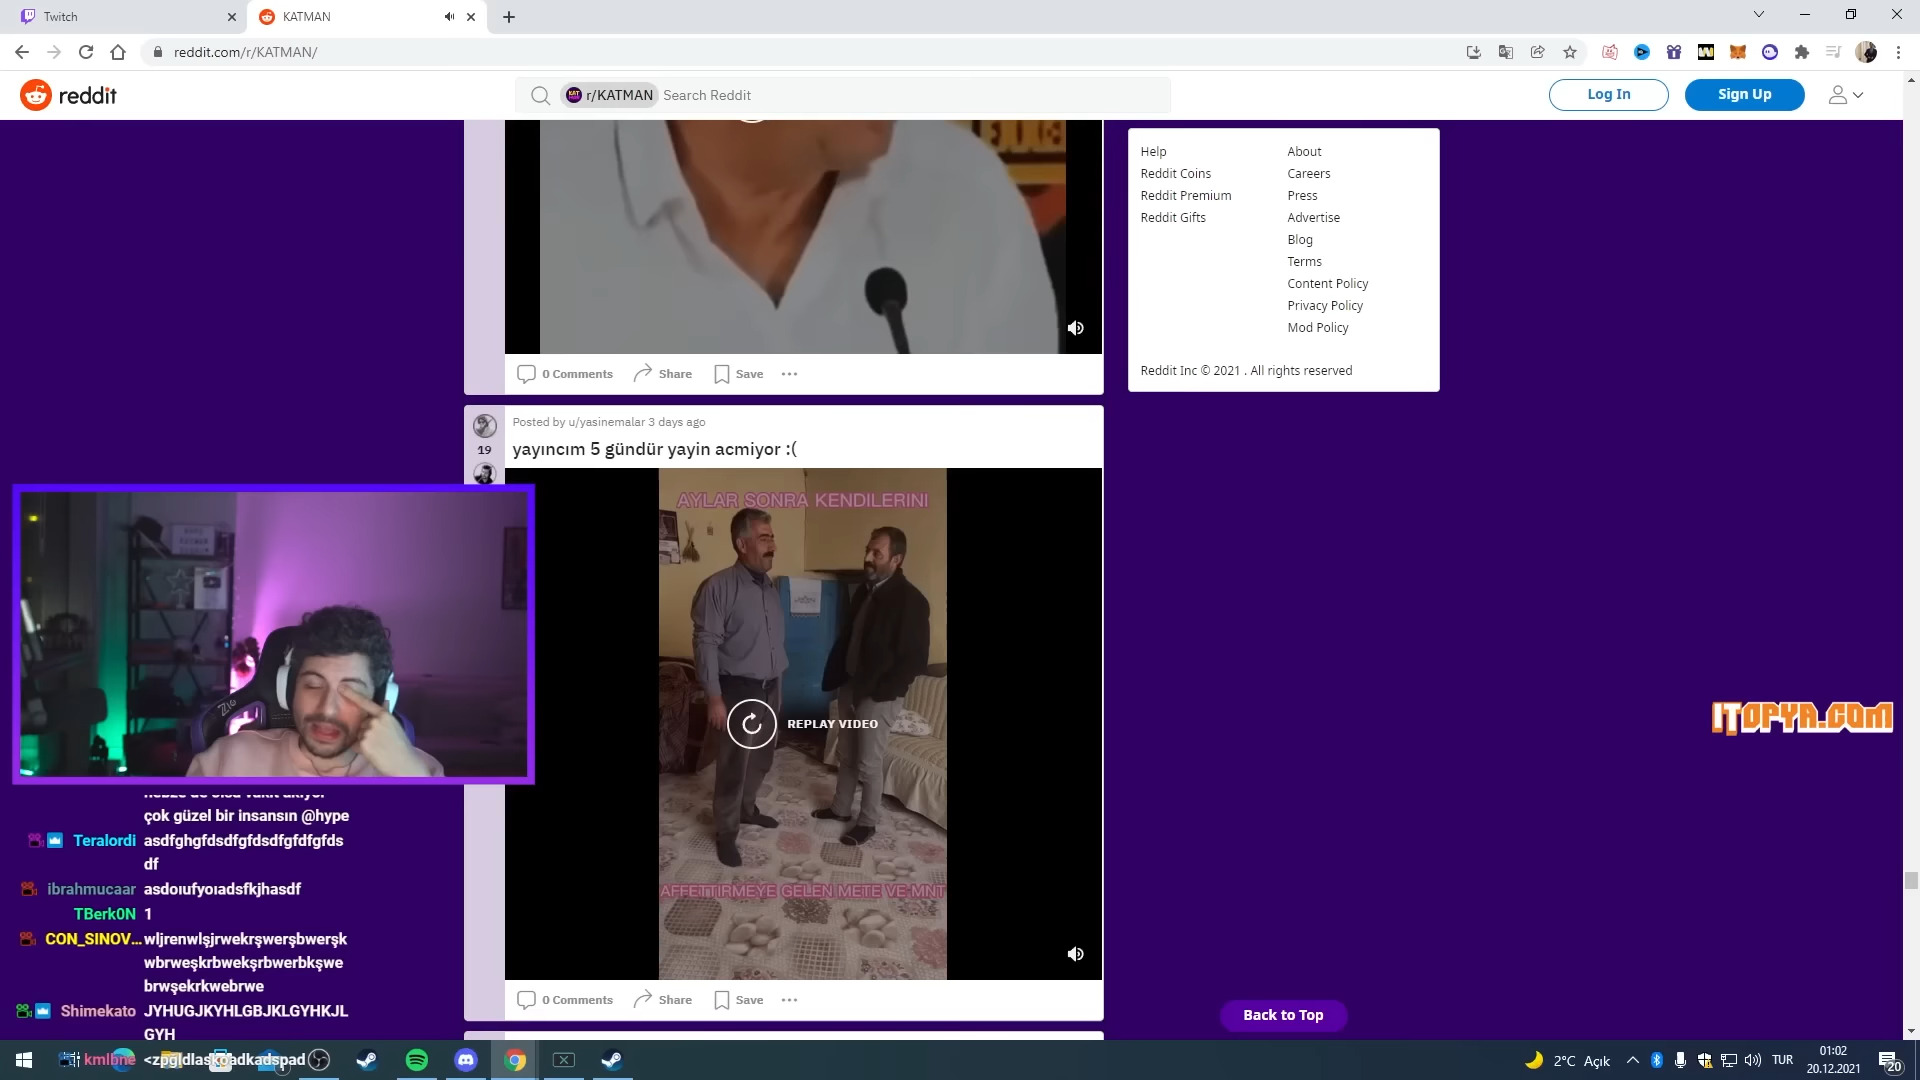 Twitch
KATMAN
reddit.com/r/KATMAN/
reddit
r/KATMAN Search Reddit
Log In
Sign Up
Help
About
Reddit Coins
Careers
Reddit Premium
Press
Reddit Gifts
Advertise
Blog
Terms
Content Policy
Privacy Policy
Mod Policy
Reddit Inc © 2021 . All rights reserved
0 Comments Share Save
Posted by u/yasinemalar 3 days ago
19
yayıncım 5 gündür yayin acmiyor :(
AYLAR SONRA KENDILERINI
REPLAY VIDEO
AFFETTIRMEYE GELEN METE VE MNT
0 Comments Share Save
ITOPYA.COM
çok güzel bir insansın @hype
Teralordi asdfghgfdsdfgfdsdfgfdfgfds
df
ibrahmucaar asdoıufyoıadsfkjhasdf
TBerk0N 1
CON_SINOV... wljrenwlşjrwekrşwerşbwerşk
wbrweşkrbwekşrbwerbkşwe
brwşekrkwebrwe
Shimekato JYHUGJKYHLGBJKLGYHKJL
GYH
kmlbne <zpgldlaskoadkadspad
Back to Top
2°C Açık
TUR
01:02
20.12.2021
20